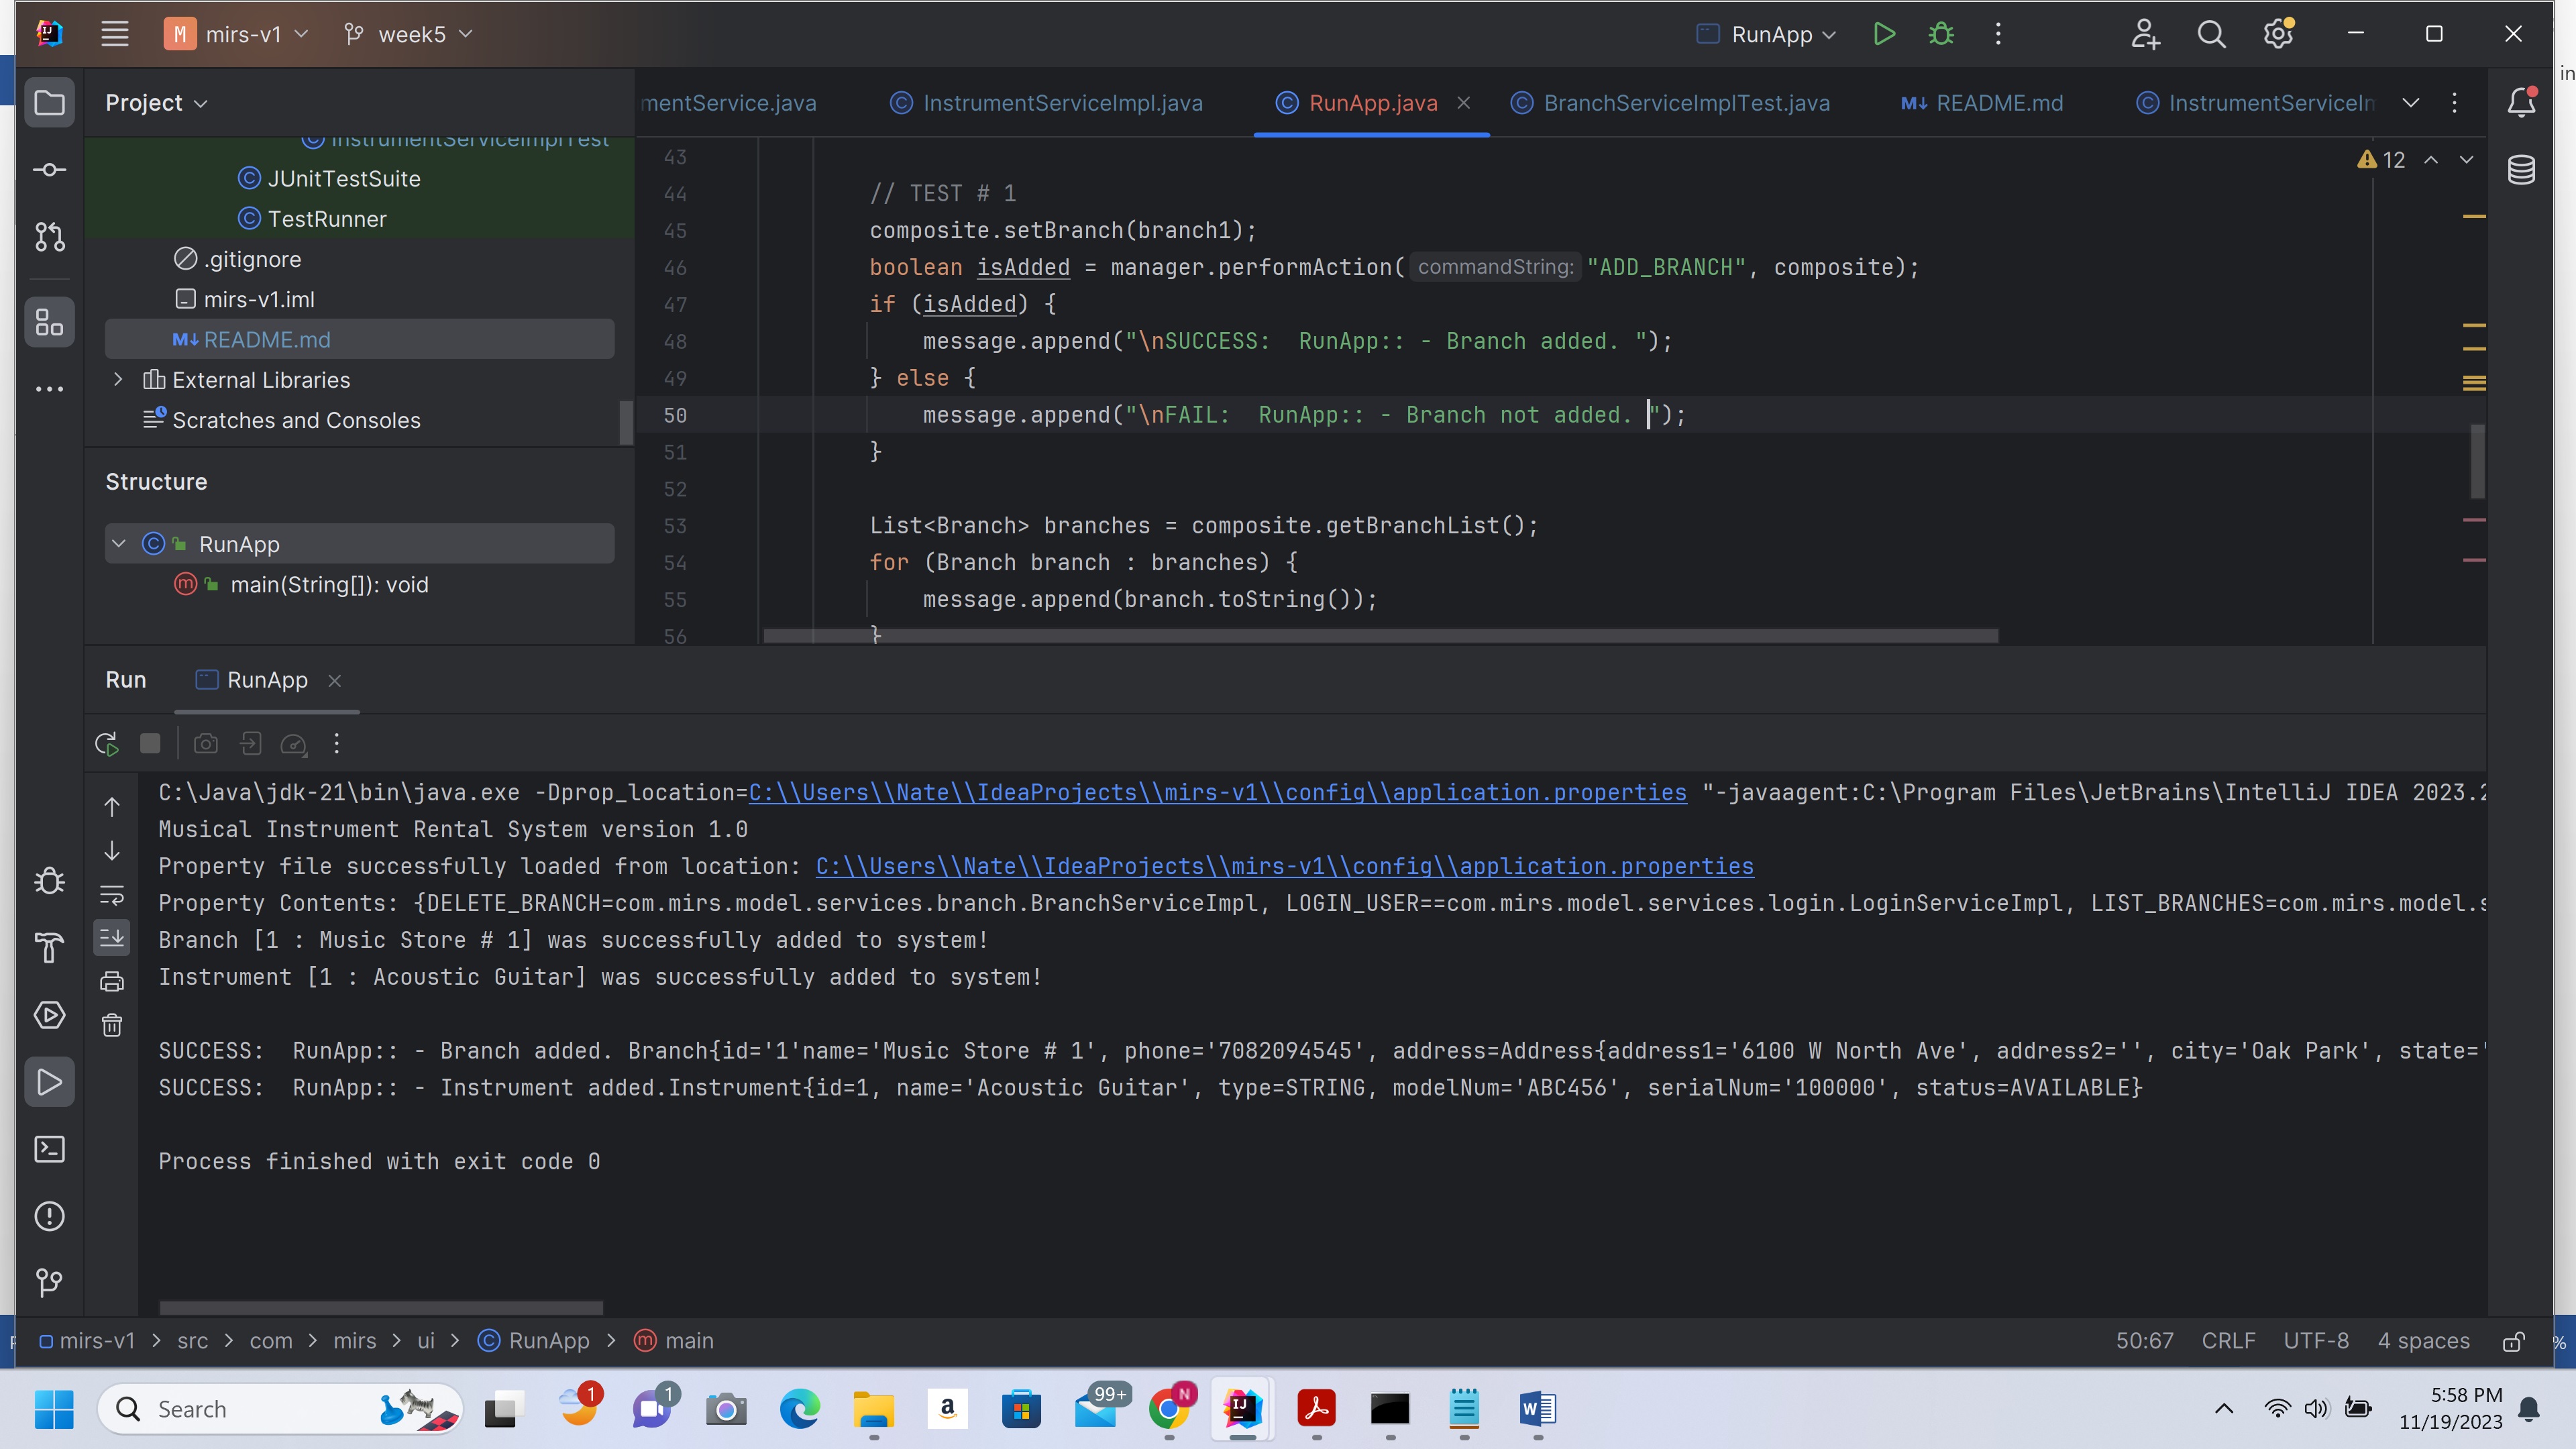 mirs-v1
week5
RunApp
Project
mentService.java
InstrumentServiceImpl.java
RunApp.java
BranchServiceImplTest.java
README.md
InstrumentServiceIm
InstrumentServiceImplTest
JUnitTestSuite
TestRunner
.gitignore
mirs-v1.iml
README.md
External Libraries
Scratches and Consoles
Structure
RunApp
main(String[]): void
12
43
44 // TEST # 1
45 composite.setBranch(branch1);
46 boolean isAdded = manager.performAction( commandString: "ADD_BRANCH", composite);
47 if (isAdded) {
48 message.append("\nSUCCESS:  RunApp:: - Branch added. ");
49 } else {
50 message.append("\nFAIL:  RunApp:: - Branch not added. ");
51 }
52
53 List<Branch> branches = composite.getBranchList();
54 for (Branch branch : branches) {
55 message.append(branch.toString());
56 }
Run
RunApp
C:\Java\jdk-21\bin\java.exe -Dprop_location=C:\\Users\\Nate\\IdeaProjects\\mirs-v1\\config\\application.properties "-javaagent:C:\Program Files\JetBrains\IntelliJ IDEA 2023.2
Musical Instrument Rental System version 1.0
Property file successfully loaded from location: C:\\Users\\Nate\\IdeaProjects\\mirs-v1\\config\\application.properties
Property Contents: {DELETE_BRANCH=com.mirs.model.services.branch.BranchServiceImpl, LOGIN_USER==com.mirs.model.services.login.LoginServiceImpl, LIST_BRANCHES=com.mirs.model.s
Branch [1 : Music Store # 1] was successfully added to system!
Instrument [1 : Acoustic Guitar] was successfully added to system!
SUCCESS:  RunApp:: - Branch added. Branch{id='1'name='Music Store # 1', phone='7082094545', address=Address{address1='6100 W North Ave', address2='', city='Oak Park', state='
SUCCESS:  RunApp:: - Instrument added.Instrument{id=1, name='Acoustic Guitar', type=STRING, modelNum='ABC456', serialNum='100000', status=AVAILABLE}
Process finished with exit code 0
mirs-v1 > src > com > mirs > ui > RunApp > main
50:67 CRLF UTF-8 4 spaces
in
%
Search
1
1
99+
N
5:58 PM
11/19/2023